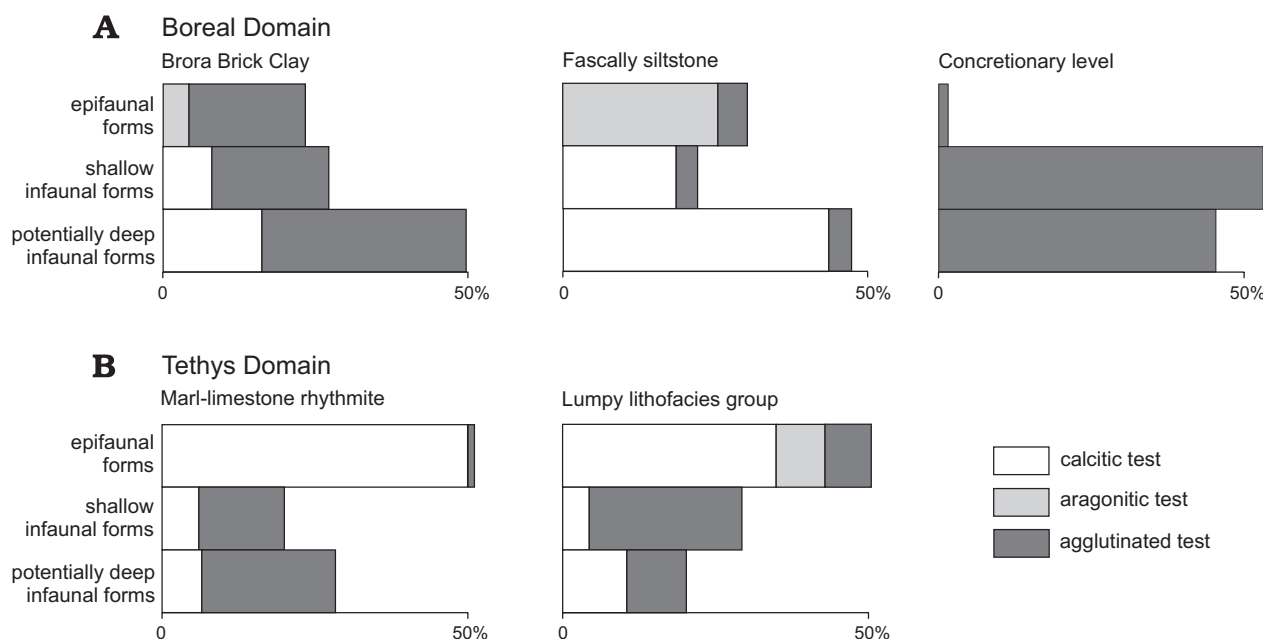 A Boreal Domain
Brora Brick Clay
Fascally siltstone
Concretionary level
epifaunal
forms
shallow
infaunal forms
potentially deep
infaunal forms
0 50%
0 50%
0 50%
B Tethys Domain
Marl-limestone rhythmite
Lumpy lithofacies group
epifaunal
forms
shallow
infaunal forms
potentially deep
infaunal forms
0 50%
0 50%
calcitic test
aragonitic test
agglutinated test